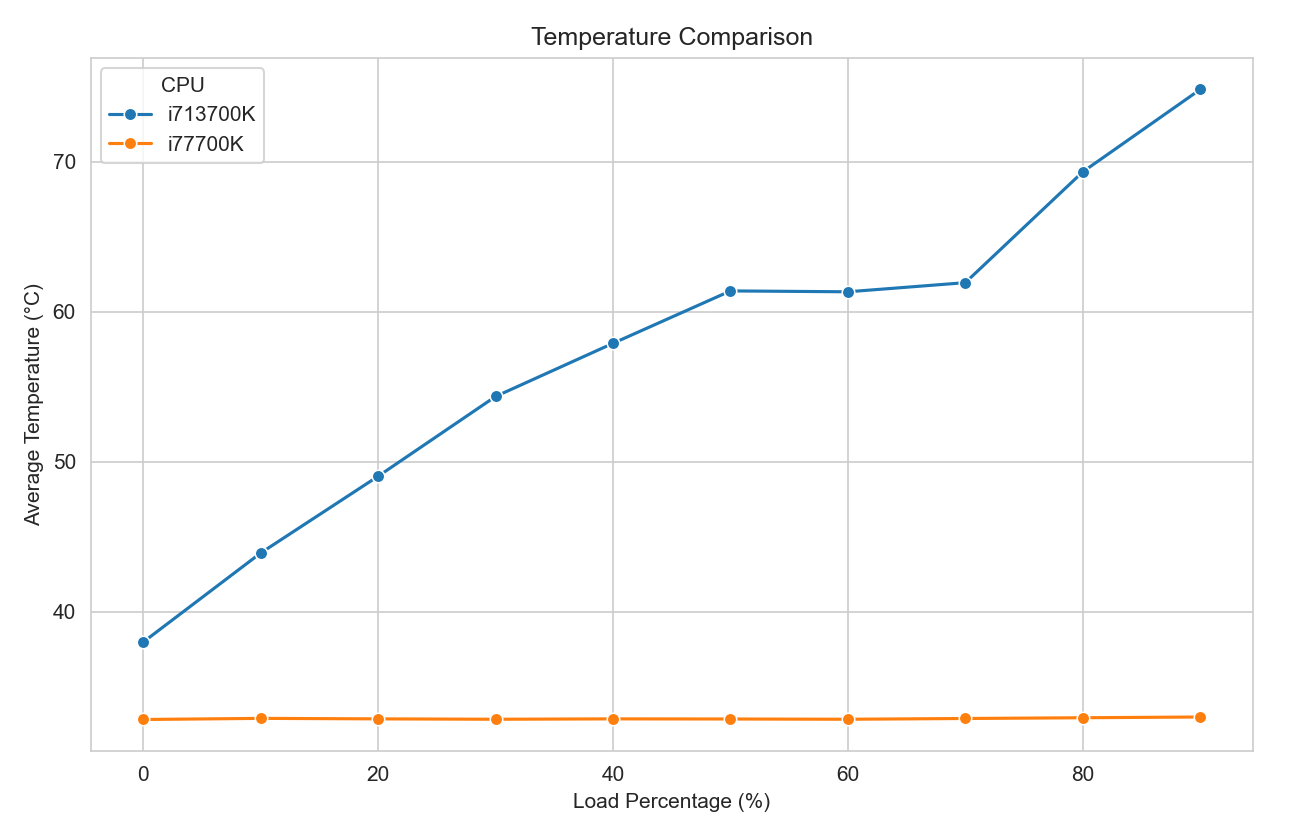 Temperature Comparison
CPU
i713700K
i77700K
Average Temperature (°C)
70
60
50
40
0 20 40 60 80
Load Percentage (%)